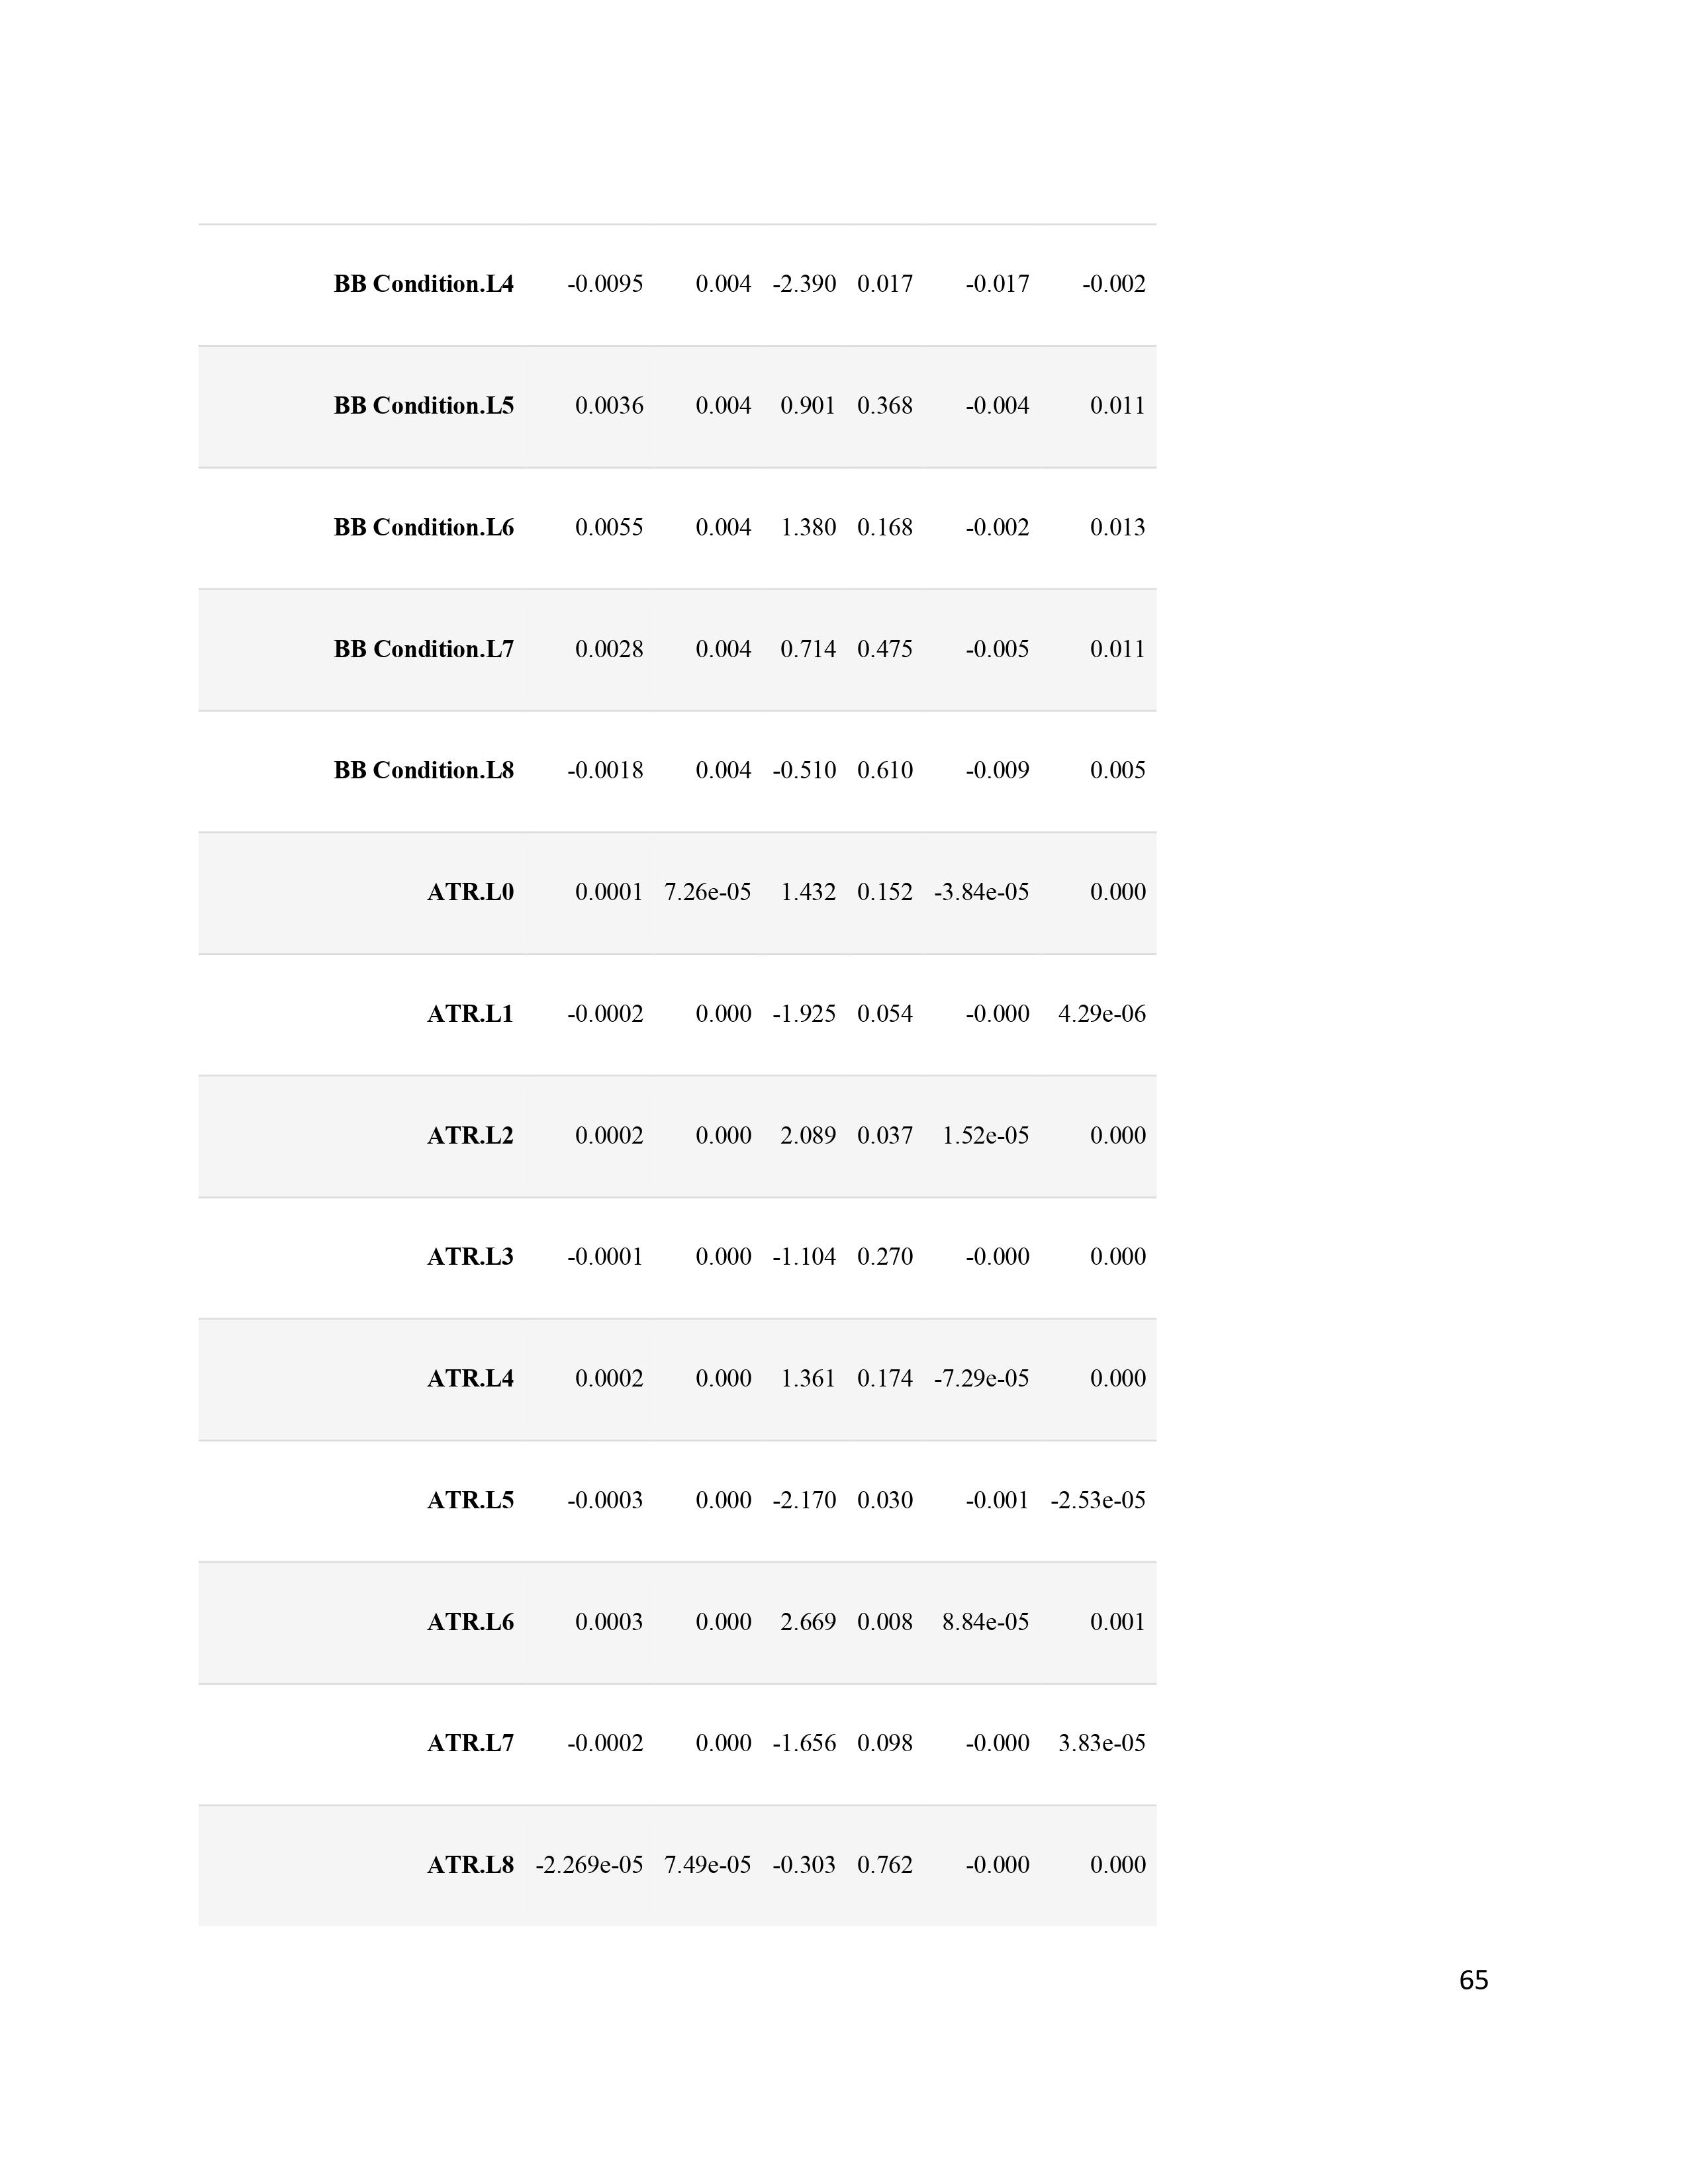 BB Condition.L4 -0.0095 0.004 -2.390 0.017 -0.017 -0.002
BB Condition.L5 0.0036 0.004 0.901 0.368 -0.004 0.011
BB Condition.L6 0.0055 0.004 1.380 0.168 -0.002 0.013
BB Condition.L7 0.0028 0.004 0.714 0.475 -0.005 0.011
BB Condition.L8 -0.0018 0.004 -0.510 0.610 -0.009 0.005
ATR.L0 0.0001 7.26e-05 1.432 0.152 -3.84e-05 0.000
ATR.L1 -0.0002 0.000 -1.925 0.054 -0.000 4.29e-06
ATR.L2 0.0002 0.000 2.089 0.037 1.52e-05 0.000
ATR.L3 -0.0001 0.000 -1.104 0.270 -0.000 0.000
ATR.L4 0.0002 0.000 1.361 0.174 -7.29e-05 0.000
ATR.L5 -0.0003 0.000 -2.170 0.030 -0.001 -2.53e-05
ATR.L6 0.0003 0.000 2.669 0.008 8.84e-05 0.001
ATR.L7 -0.0002 0.000 -1.656 0.098 -0.000 3.83e-05
ATR.L8 -2.269e-05 7.49e-05 -0.303 0.762 -0.000 0.000
65